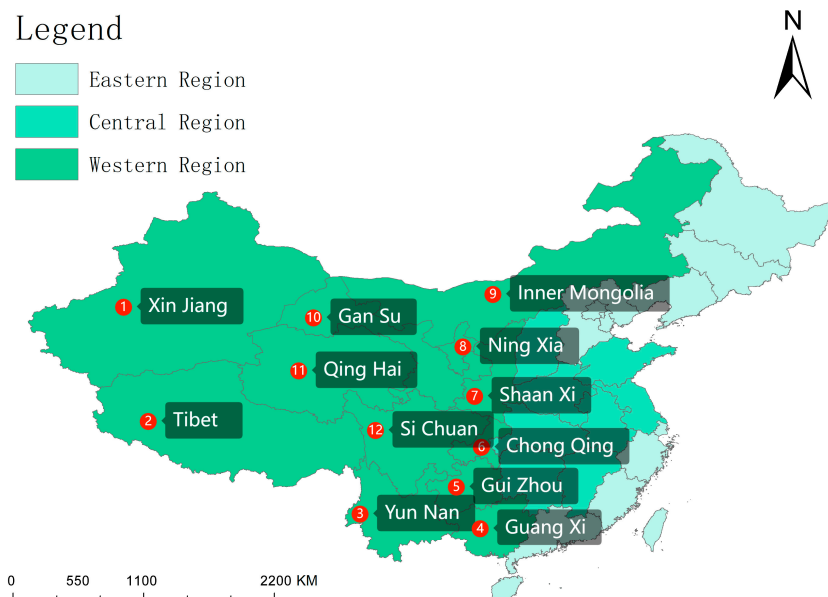 Legend
N
Eastern Region
Central Region
Western Region
9 Inner Mongolia
1 Xin Jiang
10 Gan Su
8 Ning Xia
11 Qing Hai
7 Shaan Xi
2 Tibet
12 Si Chuan
6 Chong Qing
5 Gui Zhou
3 Yun Nan
4 Guang Xi
0 550 1100 2200 KM